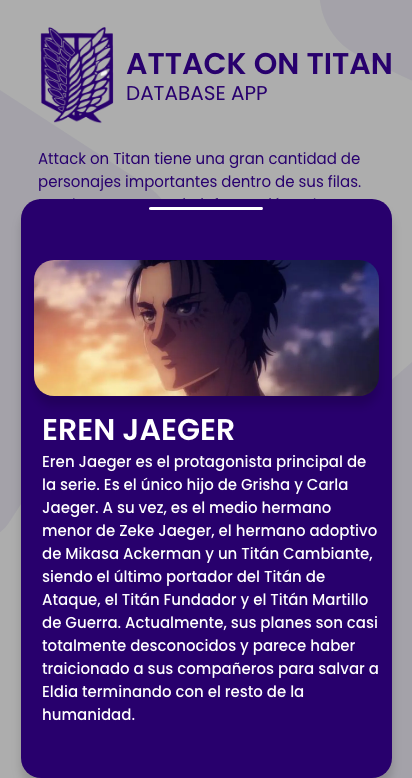 ATTACK ON TITAN
DATABASE APP
Attack on Titan tiene una gran cantidad de
personajes importantes dentro de sus filas.
EREN JAEGER
Eren Jaeger es el protagonista principal de
la serie. Es el único hijo de Grisha y Carla
Jaeger. A su vez, es el medio hermano
menor de Zeke Jaeger, el hermano adoptivo
de Mikasa Ackerman y un Titán Cambiante,
siendo el último portador del Titán de
Ataque, el Titán Fundador y el Titán Martillo
de Guerra. Actualmente, sus planes son casi
totalmente desconocidos y parece haber
traicionado a sus compañeros para salvar a
Eldia terminando con el resto de la
humanidad.